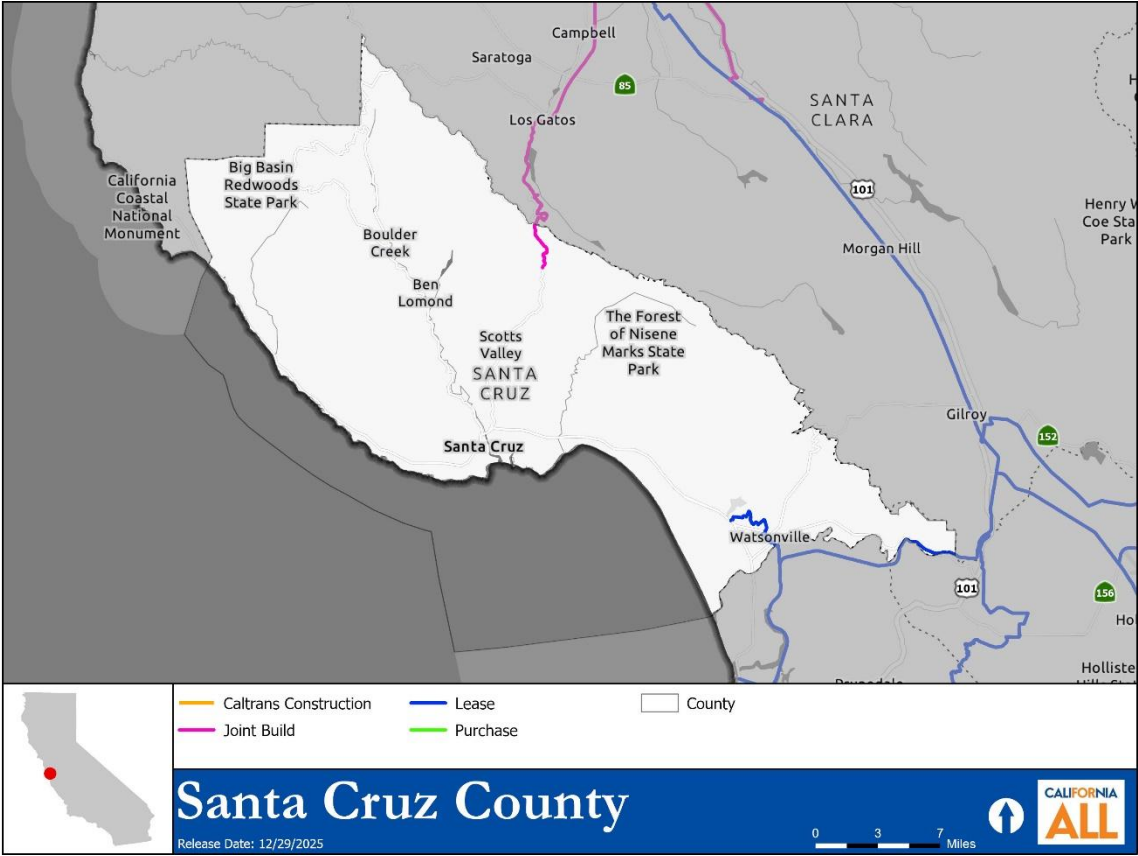 Campbell
Saratoga
85
SANTA
CLARA
Los Gatos
Big Basin
Redwoods
State Park
California
Coastal
National
Monument
101
Henry W
Coe Sta
Park
Boulder
Creek
Morgan Hill
Ben
Lomond
The Forest
of Nisene
Marks State
Park
Scotts
Valley
SANTA
CRUZ
Gilroy
152
Santa Cruz
Watsonville
101
156
Hol
Hollister
Caltrans Construction
Lease
County
Joint Build
Purchase
Santa Cruz County
Release Date: 12/29/2025
0 3 7
Miles
CALIFORNIA
ALL